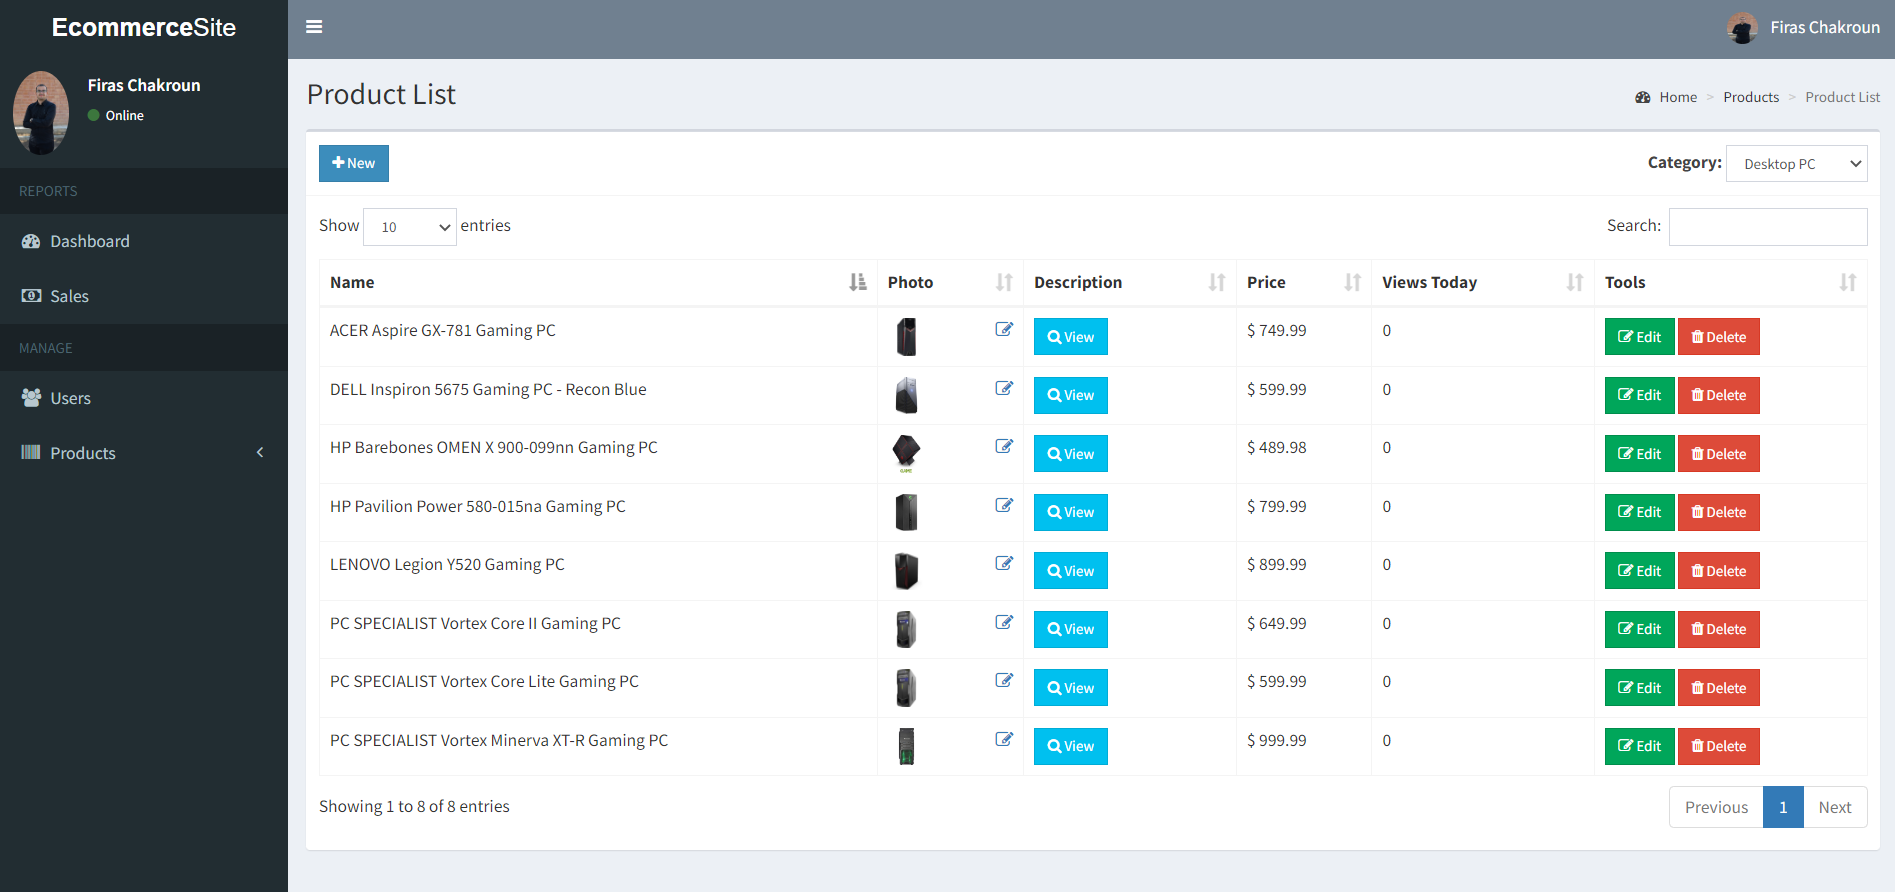 EcommerceSite
Firas Chakroun
Firas Chakroun
Online
REPORTS
Dashboard
Sales
MANAGE
Users
Products
Product List
Home > Products > Product List
New
Category: Desktop PC
Show 10 entries
Search:
Name Photo Description Price Views Today Tools
ACER Aspire GX-781 Gaming PC View $ 749.99 0 Edit Delete
DELL Inspiron 5675 Gaming PC - Recon Blue View $ 599.99 0 Edit Delete
HP Barebones OMEN X 900-099nn Gaming PC View $ 489.98 0 Edit Delete
HP Pavilion Power 580-015na Gaming PC View $ 799.99 0 Edit Delete
LENOVO Legion Y520 Gaming PC View $ 899.99 0 Edit Delete
PC SPECIALIST Vortex Core II Gaming PC View $ 649.99 0 Edit Delete
PC SPECIALIST Vortex Core Lite Gaming PC View $ 599.99 0 Edit Delete
PC SPECIALIST Vortex Minerva XT-R Gaming PC View $ 999.99 0 Edit Delete
Showing 1 to 8 of 8 entries
Previous 1 Next